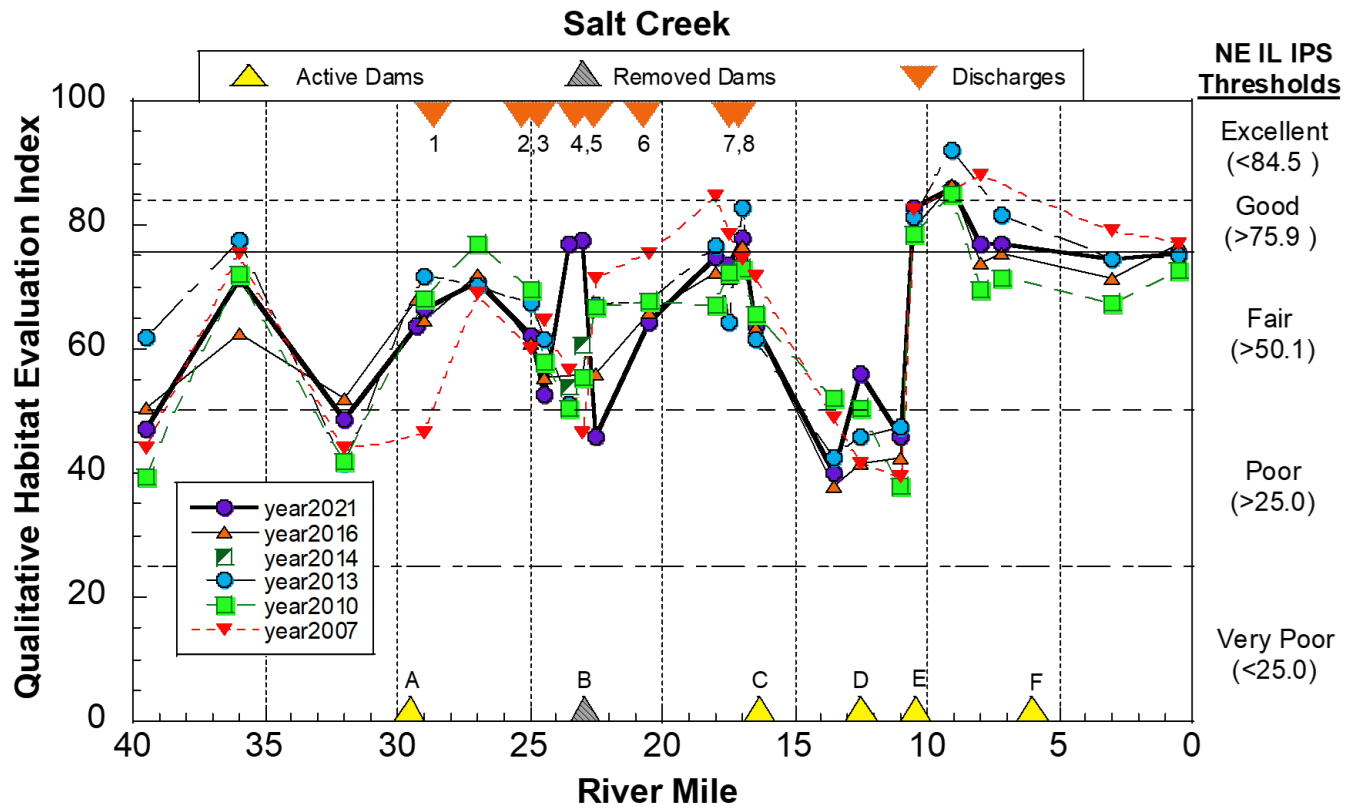 Salt Creek
Active Dams Removed Dams Discharges
NE IL IPS
Thresholds
Qualitative Habitat Evaluation Index
100
80
60
40
20
0
1 2,3 4,5 6 7,8
Excellent
(<84.5 )
Good
(>75.9 )
Fair
(>50.1)
Poor
(>25.0)
Very Poor
(<25.0)
year2021
year2016
year2014
year2013
year2010
year2007
A B C D E F
40 35 30 25 20 15 10 5 0
River Mile